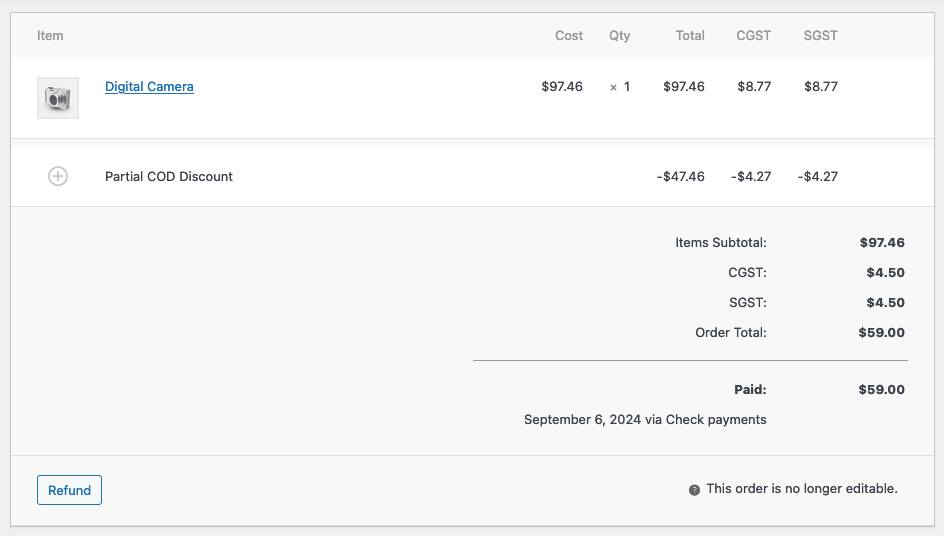 Item Cost Qty Total CGST SGST
Digital Camera $97.46 × 1 $97.46 $8.77 $8.77
Partial COD Discount -$47.46 -$4.27 -$4.27
Items Subtotal: $97.46
CGST: $4.50
SGST: $4.50
Order Total: $59.00
Paid: $59.00
September 6, 2024 via Check payments
Refund ? This order is no longer editable.